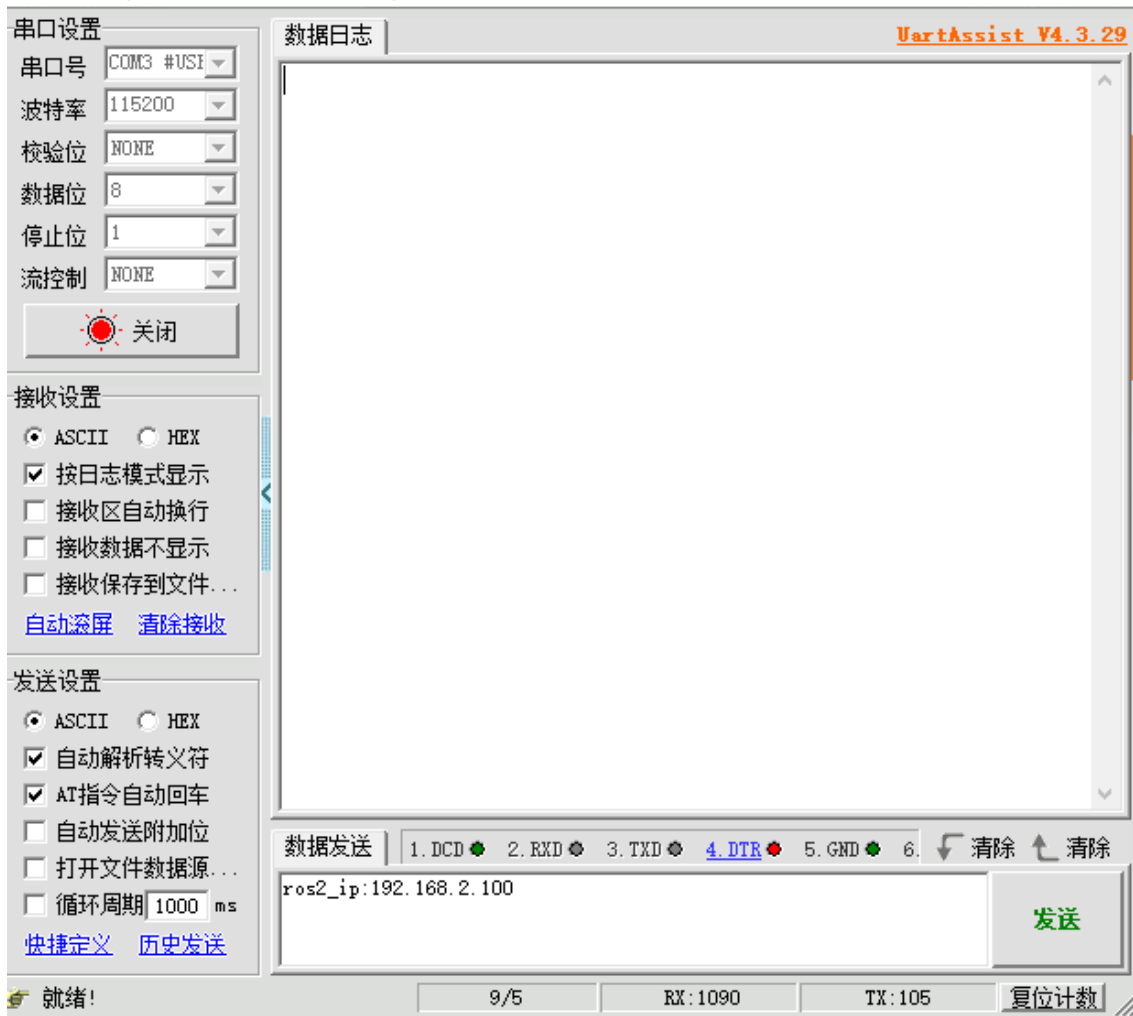 串口设置
串口号 COM3 #USB
波特率 115200
校验位 NONE
数据位 8
停止位 1
流控制 NONE
关闭
接收设置
ASCII HEX
按日志模式显示
接收区自动换行
接收数据不显示
接收保存到文件...
自动滚屏 清除接收
发送设置
ASCII HEX
自动解析转义符
AT指令自动回车
自动发送附加位
打开文件数据源...
循环周期 1000 ms
快捷定义 历史发送
数据日志 UartAssist V4.3.29
数据发送 1.DCD 2.RXD 3.TXD 4.DTR 5.GND 6. 清除 清除
ros2_ip:192.168.2.100
发送
就绪! 9/5 RX:1090 TX:105 复位计数